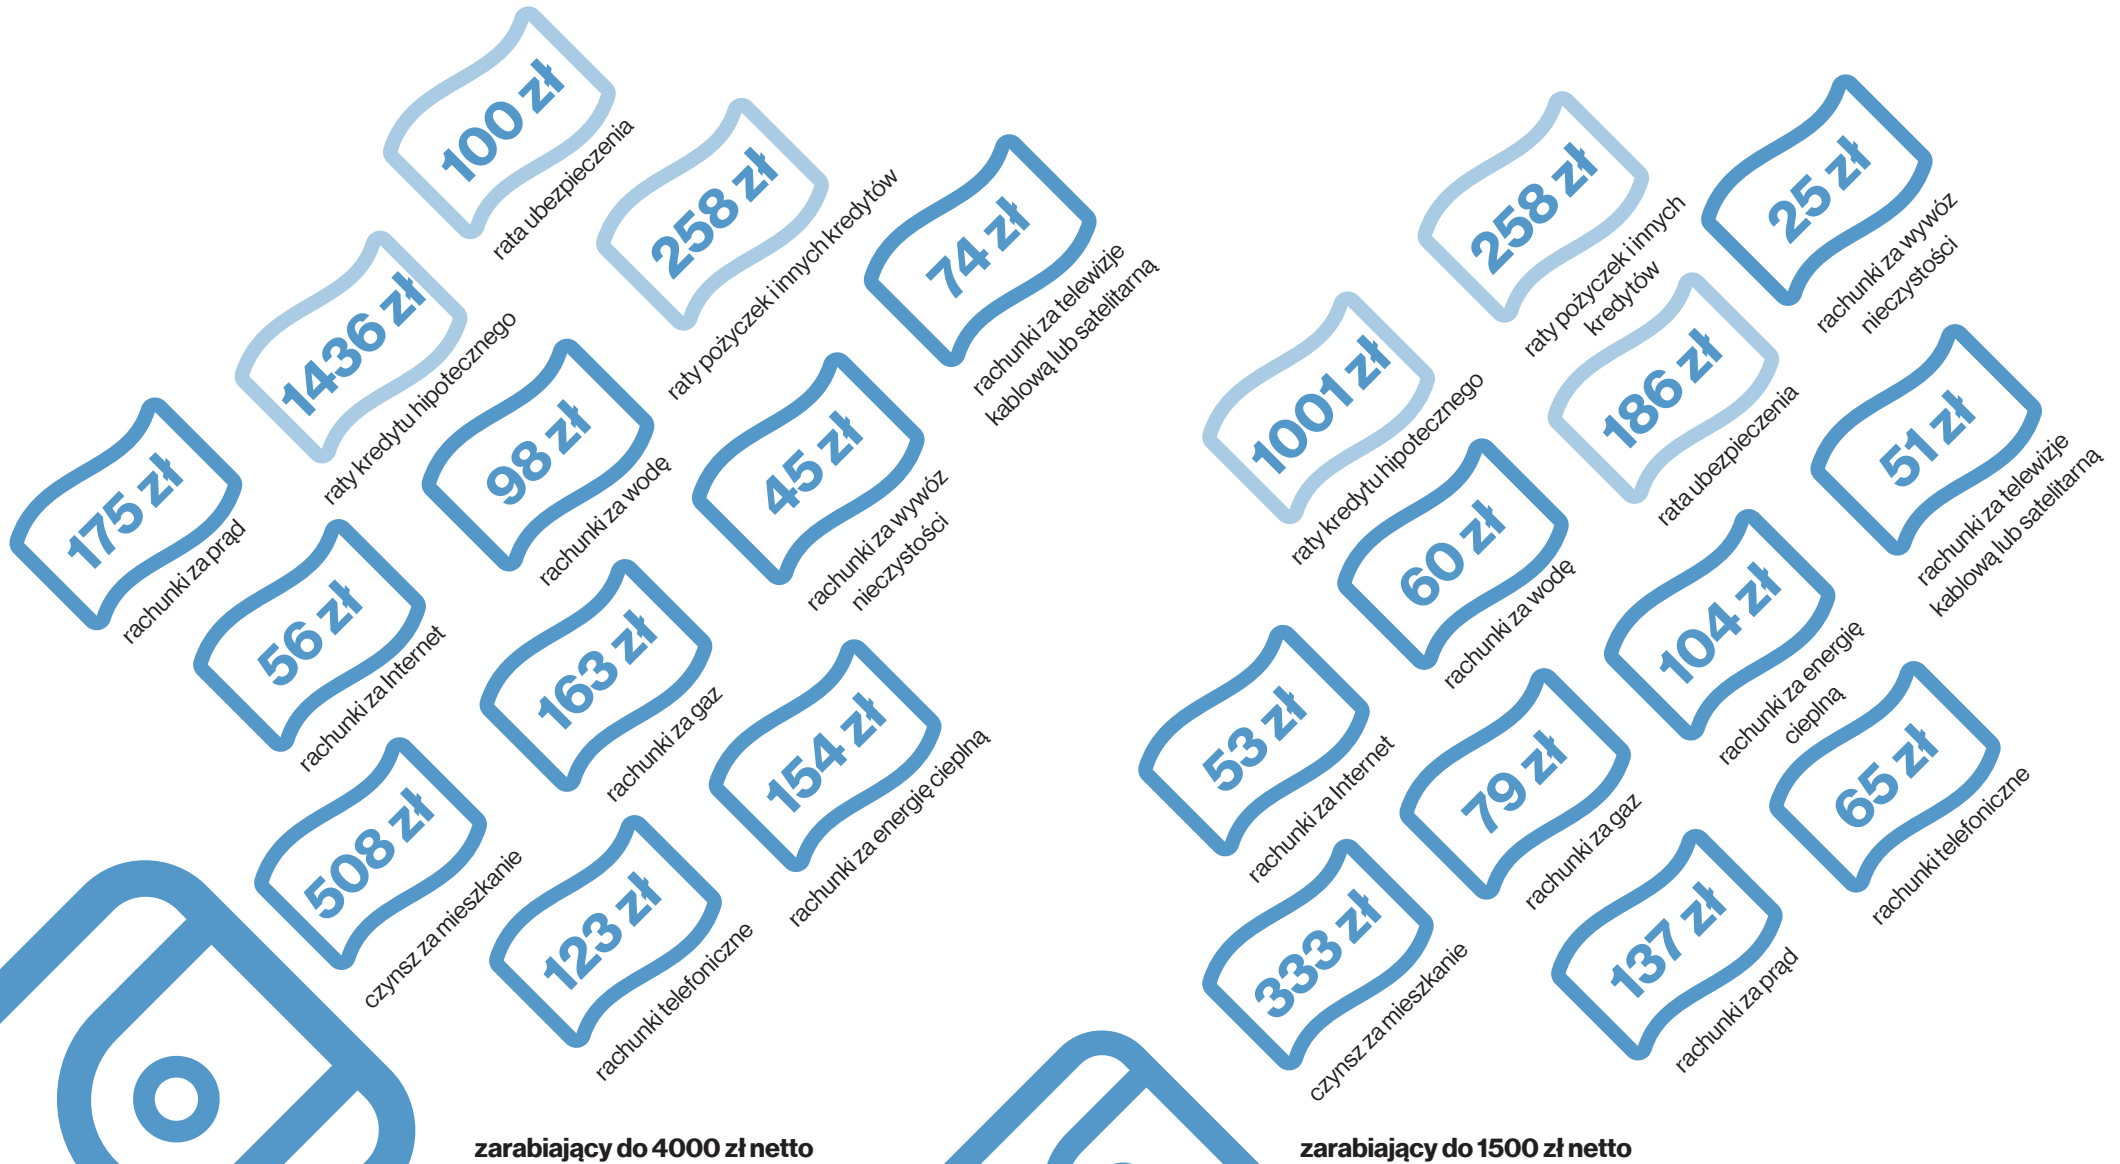 100 zł
rata ubezpieczenia
258 zł
raty pożyczek i innych kredytów
74 zł
rachunki za telewizje
kablową lub satelitarną
1436 zł
raty kredytu hipotecznego
98 zł
rachunki za wodę
45 zł
rachunki za wywóz
nieczystości
175 zł
rachunki za prąd
56 zł
rachunki za Internet
163 zł
rachunki za gaz
154 zł
rachunki za energię cieplną
508 zł
czynsz za mieszkanie
123 zł
rachunki telefoniczne
zarabiający do 4000 zł netto
258 zł
raty pożyczek i innych
kredytów
25 zł
rachunki za wywóz
nieczystości
1001 zł
raty kredytu hipotecznego
186 zł
rata ubezpieczenia
51 zł
rachunki za telewizje
kablową lub satelitarną
60 zł
rachunki za wodę
104 zł
rachunki za energię
cieplną
53 zł
rachunki za Internet
79 zł
rachunki za gaz
65 zł
rachunki telefoniczne
333 zł
czynsz za mieszkanie
137 zł
rachunki za prąd
zarabiający do 1500 zł netto